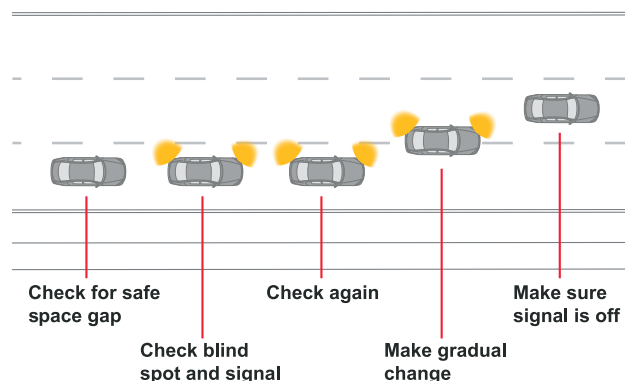 Check for safe
space gap
Check blind
spot and signal
Check again
Make gradual
change
Make sure
signal is off